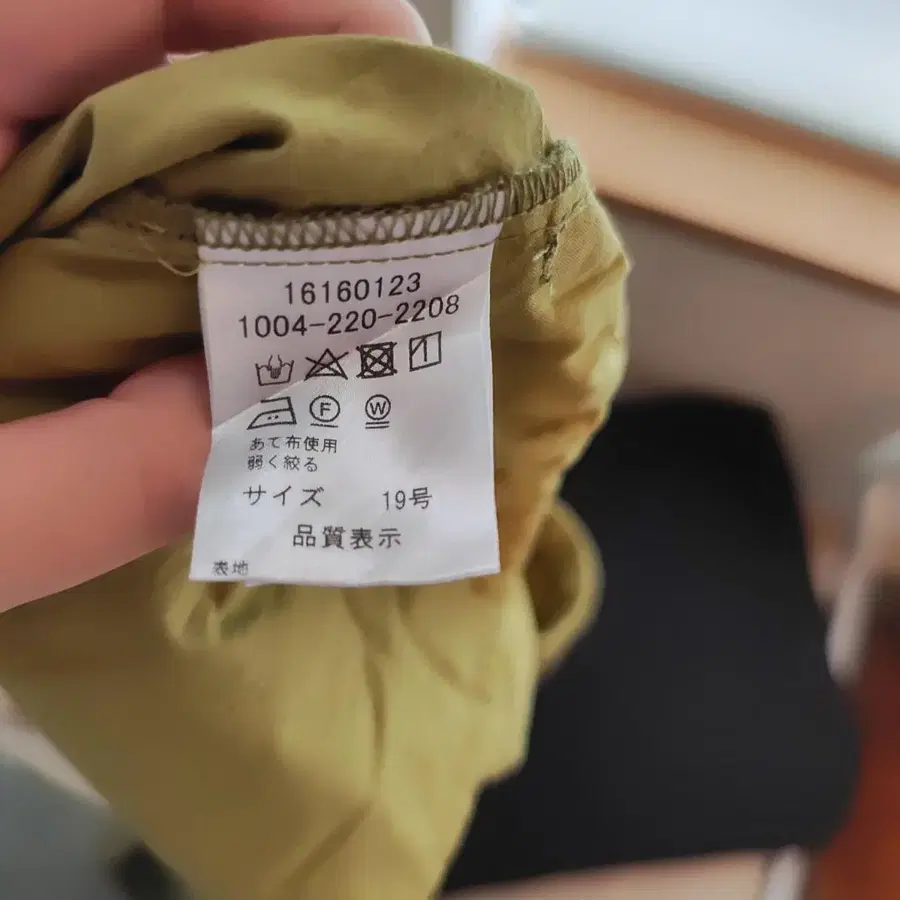 16160123
1004-220-2208
F W
あて布使用
弱く絞る
サイズ 19号
品質表示
表地